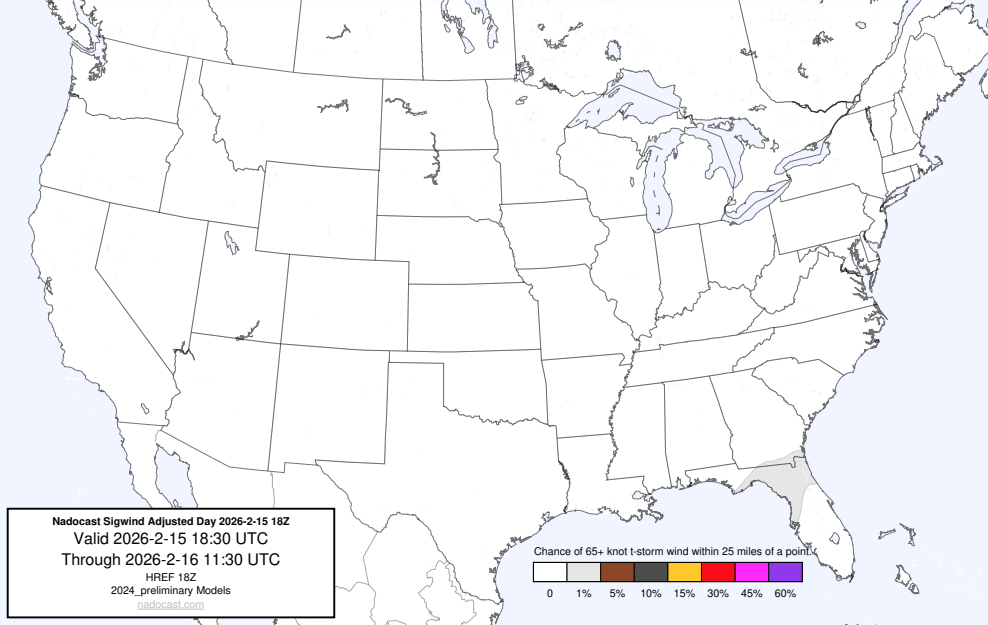 Nadocast Sigwind Adjusted Day 2026-2-15 18Z
Valid 2026-2-15 18:30 UTC
Through 2026-2-16 11:30 UTC
HREF 18Z
2024_preliminary Models
nadocast.com
Chance of 65+ knot t-storm wind within 25 miles of a point.
0 1% 5% 10% 15% 30% 45% 60%